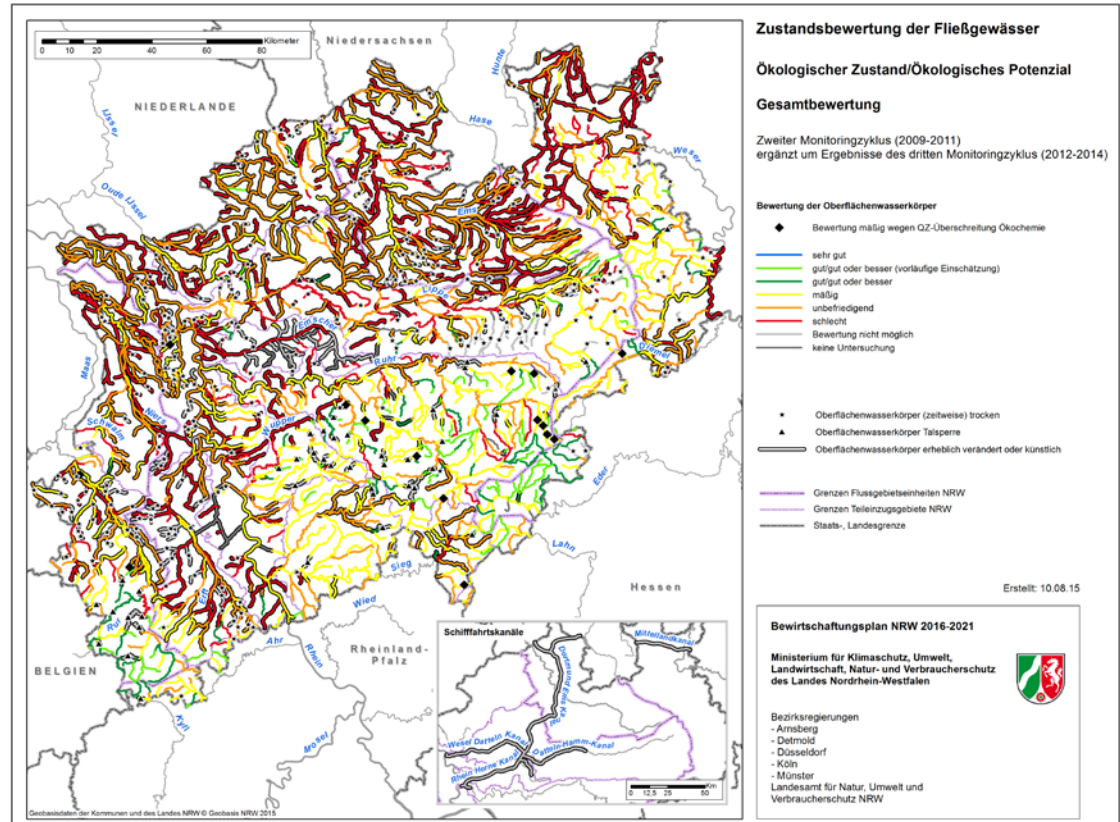 Zustandsbewertung der Fließgewässer
Ökologischer Zustand/Ökologisches Potenzial
Gesamtbewertung
Zweiter Monitoringzyklus (2009-2011)
ergänzt um Ergebnisse des dritten Monitoringzyklus (2012-2014)
Bewertung der Oberflächenwasserkörper
Bewertung mäßig wegen QZ-Überschreitung Ökochemie
sehr gut
gut/gut oder besser (vorläufige Einschätzung)
gut/gut oder besser
mäßig
unbefriedigend
schlecht
Bewertung nicht möglich
keine Untersuchung
Oberflächenwasserkörper (zeitweise) trocken
Oberflächenwasserkörper Talsperre
Oberflächenwasserkörper erheblich verändert oder künstlich
Grenzen Flussgebietseinheiten NRW
Grenzen Teileinzugsgebiete NRW
Staats-, Landesgrenze
Erstellt: 10.08.15
Bewirtschaftungsplan NRW 2016-2021
Ministerium für Klimaschutz, Umwelt,
Landwirtschaft, Natur- und Verbraucherschutz
des Landes Nordrhein-Westfalen
Bezirksregierungen
- Arnsberg
- Detmold
- Düsseldorf
- Köln
- Münster
Landesamt für Natur, Umwelt und
Verbraucherschutz NRW
Kilometer
0 10 20 40 60 80
Niedersachsen
NIEDERLANDE
Hunte
IJssel
Hase
Weser
Oude IJssel
Ems
Lippe
Emscher
Maas
Ruhr
Diemel
Niers
Schwalm
Wupper
Eder
Lahn
Sieg
Hessen
Erft
Wied
Rur
Ahr
Rhein
Rheinland-
Pfalz
BELGIEN
Kyll
Mosel
Schifffahrtskanäle
Mittellandkanal
Dortmund Ems Kanal
Wesel Datteln Kanal
Datteln-Hamm-Kanal
Rhein Herne Kanal
Km
0 12,5 25 50
Geobasisdaten der Kommunen und des Landes NRW © Geobasis NRW 2015